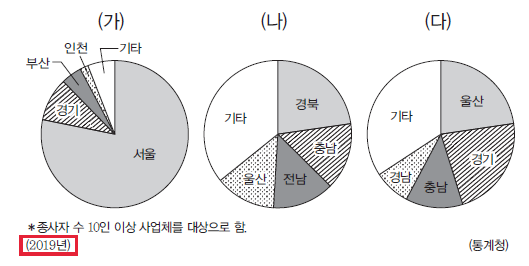 (가) (나) (다)
인천 기타
부산
경기
서울
기타 경북
충남
울산 전남
기타 울산
경기
경남 충남
*종사자 수 10인 이상 사업체를 대상으로 함.
(2019년) (통계청)